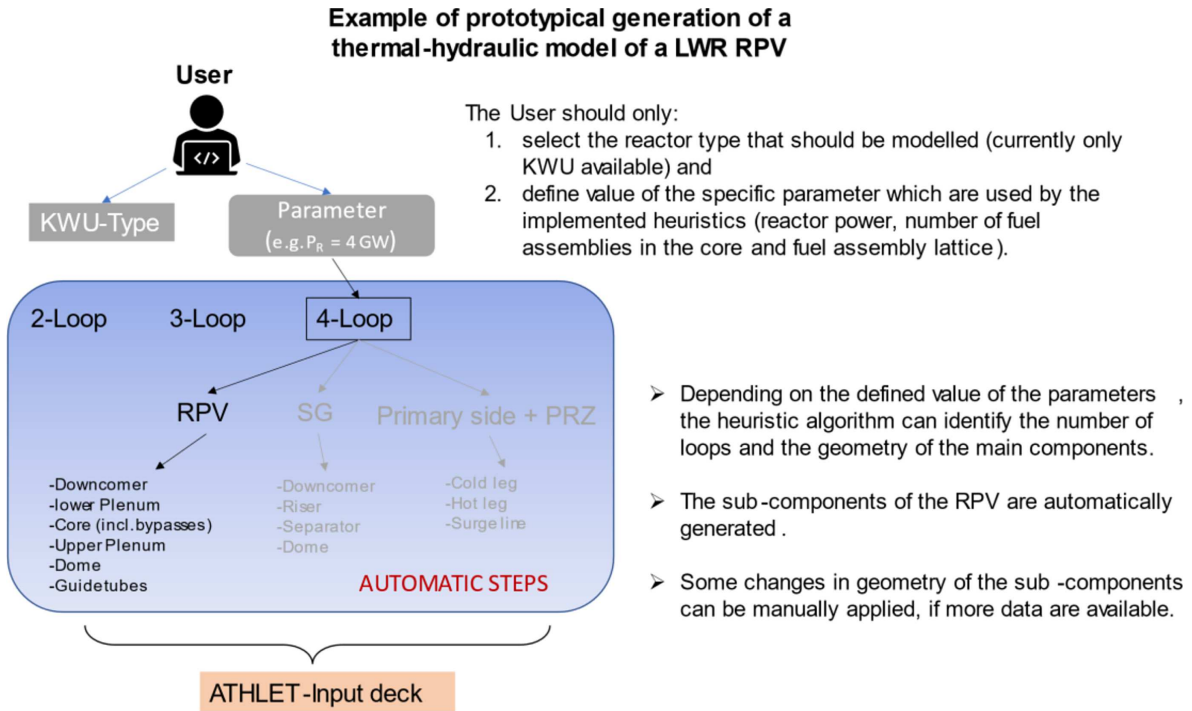 Example of prototypical generation of a
thermal-hydraulic model of a LWR RPV
User
</>
KWU-Type
Parameter
(e.g. P_R = 4 GW)
The User should only:
1. select the reactor type that should be modelled (currently only
KWU available) and
2. define value of the specific parameter which are used by the
implemented heuristics (reactor power, number of fuel
assemblies in the core and fuel assembly lattice).
2-Loop
3-Loop
4-Loop
RPV
SG
Primary side + PRZ
-Downcomer
-lower Plenum
-Core (incl. bypasses)
-Upper Plenum
-Dome
-Guidetubes
-Downcomer
-Riser
-Separator
-Dome
-Cold leg
-Hot leg
-Surge line
AUTOMATIC STEPS
➢ Depending on the defined value of the parameters ,
the heuristic algorithm can identify the number of
loops and the geometry of the main components.
➢ The sub-components of the RPV are automatically
generated .
➢ Some changes in geometry of the sub -components
can be manually applied, if more data are available.
ATHLET-Input deck